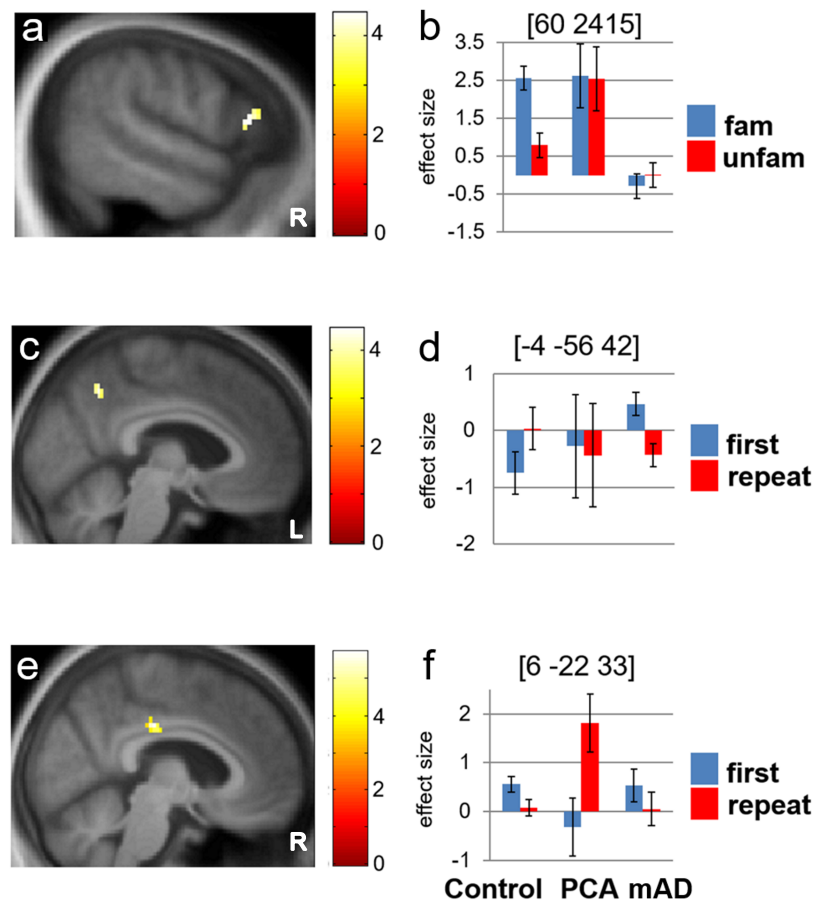 a
4
2
0
R
b
[60 2415]
3.5
2.5
1.5
0.5
-0.5
-1.5
effect size
fam
unfam
c
4
2
0
L
d
[-4 -56 42]
1
0
-1
-2
effect size
first
repeat
e
4
2
0
R
f
[6 -22 33]
2
1
0
-1
effect size
first
repeat
Control PCA mAD